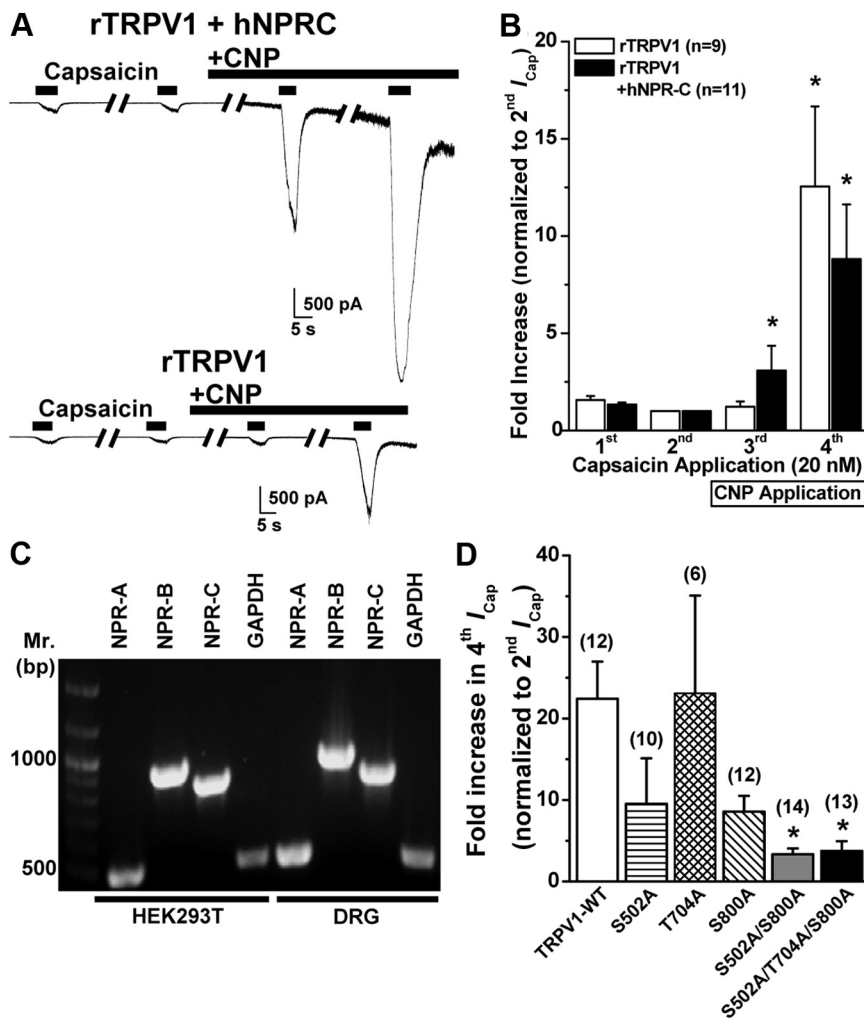 A
rTRPV1 + hNPRC
+CNP
Capsaicin
500 pA
5 s
rTRPV1
+CNP
Capsaicin
500 pA
5 s
B
Fold Increase (normalized to 2nd ICap)
20
15
10
5
0
rTRPV1 (n=9)
rTRPV1
+hNPR-C (n=11)
*
*
*
1st 2nd 3rd 4th
Capsaicin Application (20 nM)
CNP Application
C
Mr.
(bp)
1000
500
NPR-A
NPR-B
NPR-C
GAPDH
NPR-A
NPR-B
NPR-C
GAPDH
HEK293T DRG
D
Fold increase in 4th ICap
(normalized to 2nd ICap)
40
30
20
10
0
(12)
(10)
(6)
(12)
(14)
*
(13)
*
TRPV1-WT
S502A
T704A
S800A
S502A/S800A
S502A/T704A/S800A